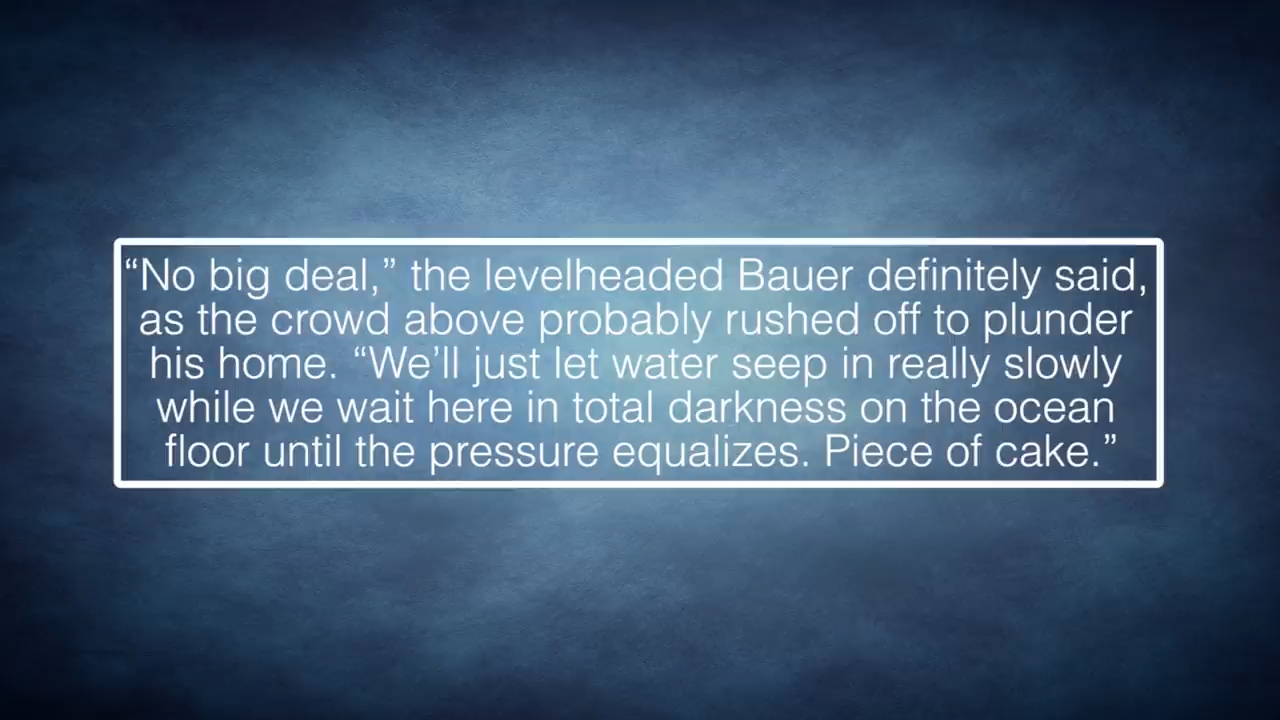 “No big deal,” the levelheaded Bauer definitely said,
as the crowd above probably rushed off to plunder
his home. “We’ll just let water seep in really slowly
while we wait here in total darkness on the ocean
floor until the pressure equalizes. Piece of cake.”